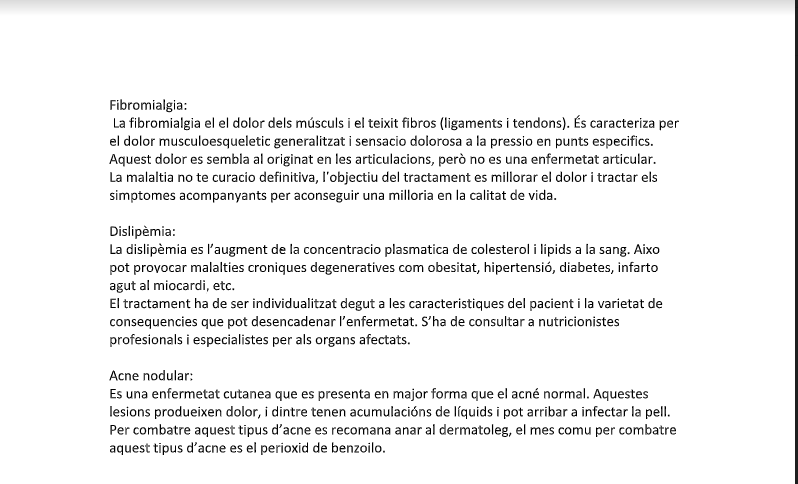 Fibromialgia:
La fibromialgia el el dolor dels músculs i el teixit fibros (ligaments i tendons). És caracteriza per
el dolor musculoesqueletic generalitzat i sensacio dolorosa a la pressio en punts especifics.
Aquest dolor es sembla al originat en les articulacions, però no es una enfermetat articular.
La malaltia no te curacio definitiva, l'objectiu del tractament es millorar el dolor i tractar els
simptomes acompanyants per aconseguir una milloria en la calitat de vida.
Dislipèmia:
La dislipèmia es l'augment de la concentracio plasmatica de colesterol i lipids a la sang. Aixo
pot provocar malalties croniques degeneratives com obesitat, hipertensió, diabetes, infarto
agut al miocardi, etc.
El tractament ha de ser individualitzat degut a les caracteristiques del pacient i la varietat de
consequencies que pot desencadenar l'enfermetat. S'ha de consultar a nutricionistes
profesionals i especialistes per als organs afectats.
Acne nodular:
Es una enfermetat cutanea que es presenta en major forma que el acné normal. Aquestes
lesions produeixen dolor, i dintre tenen acumulacións de líquids i pot arribar a infectar la pell.
Per combatre aquest tipus d'acne es recomana anar al dermatoleg, el mes comu per combatre
aquest tipus d'acne es el perioxid de benzoilo.